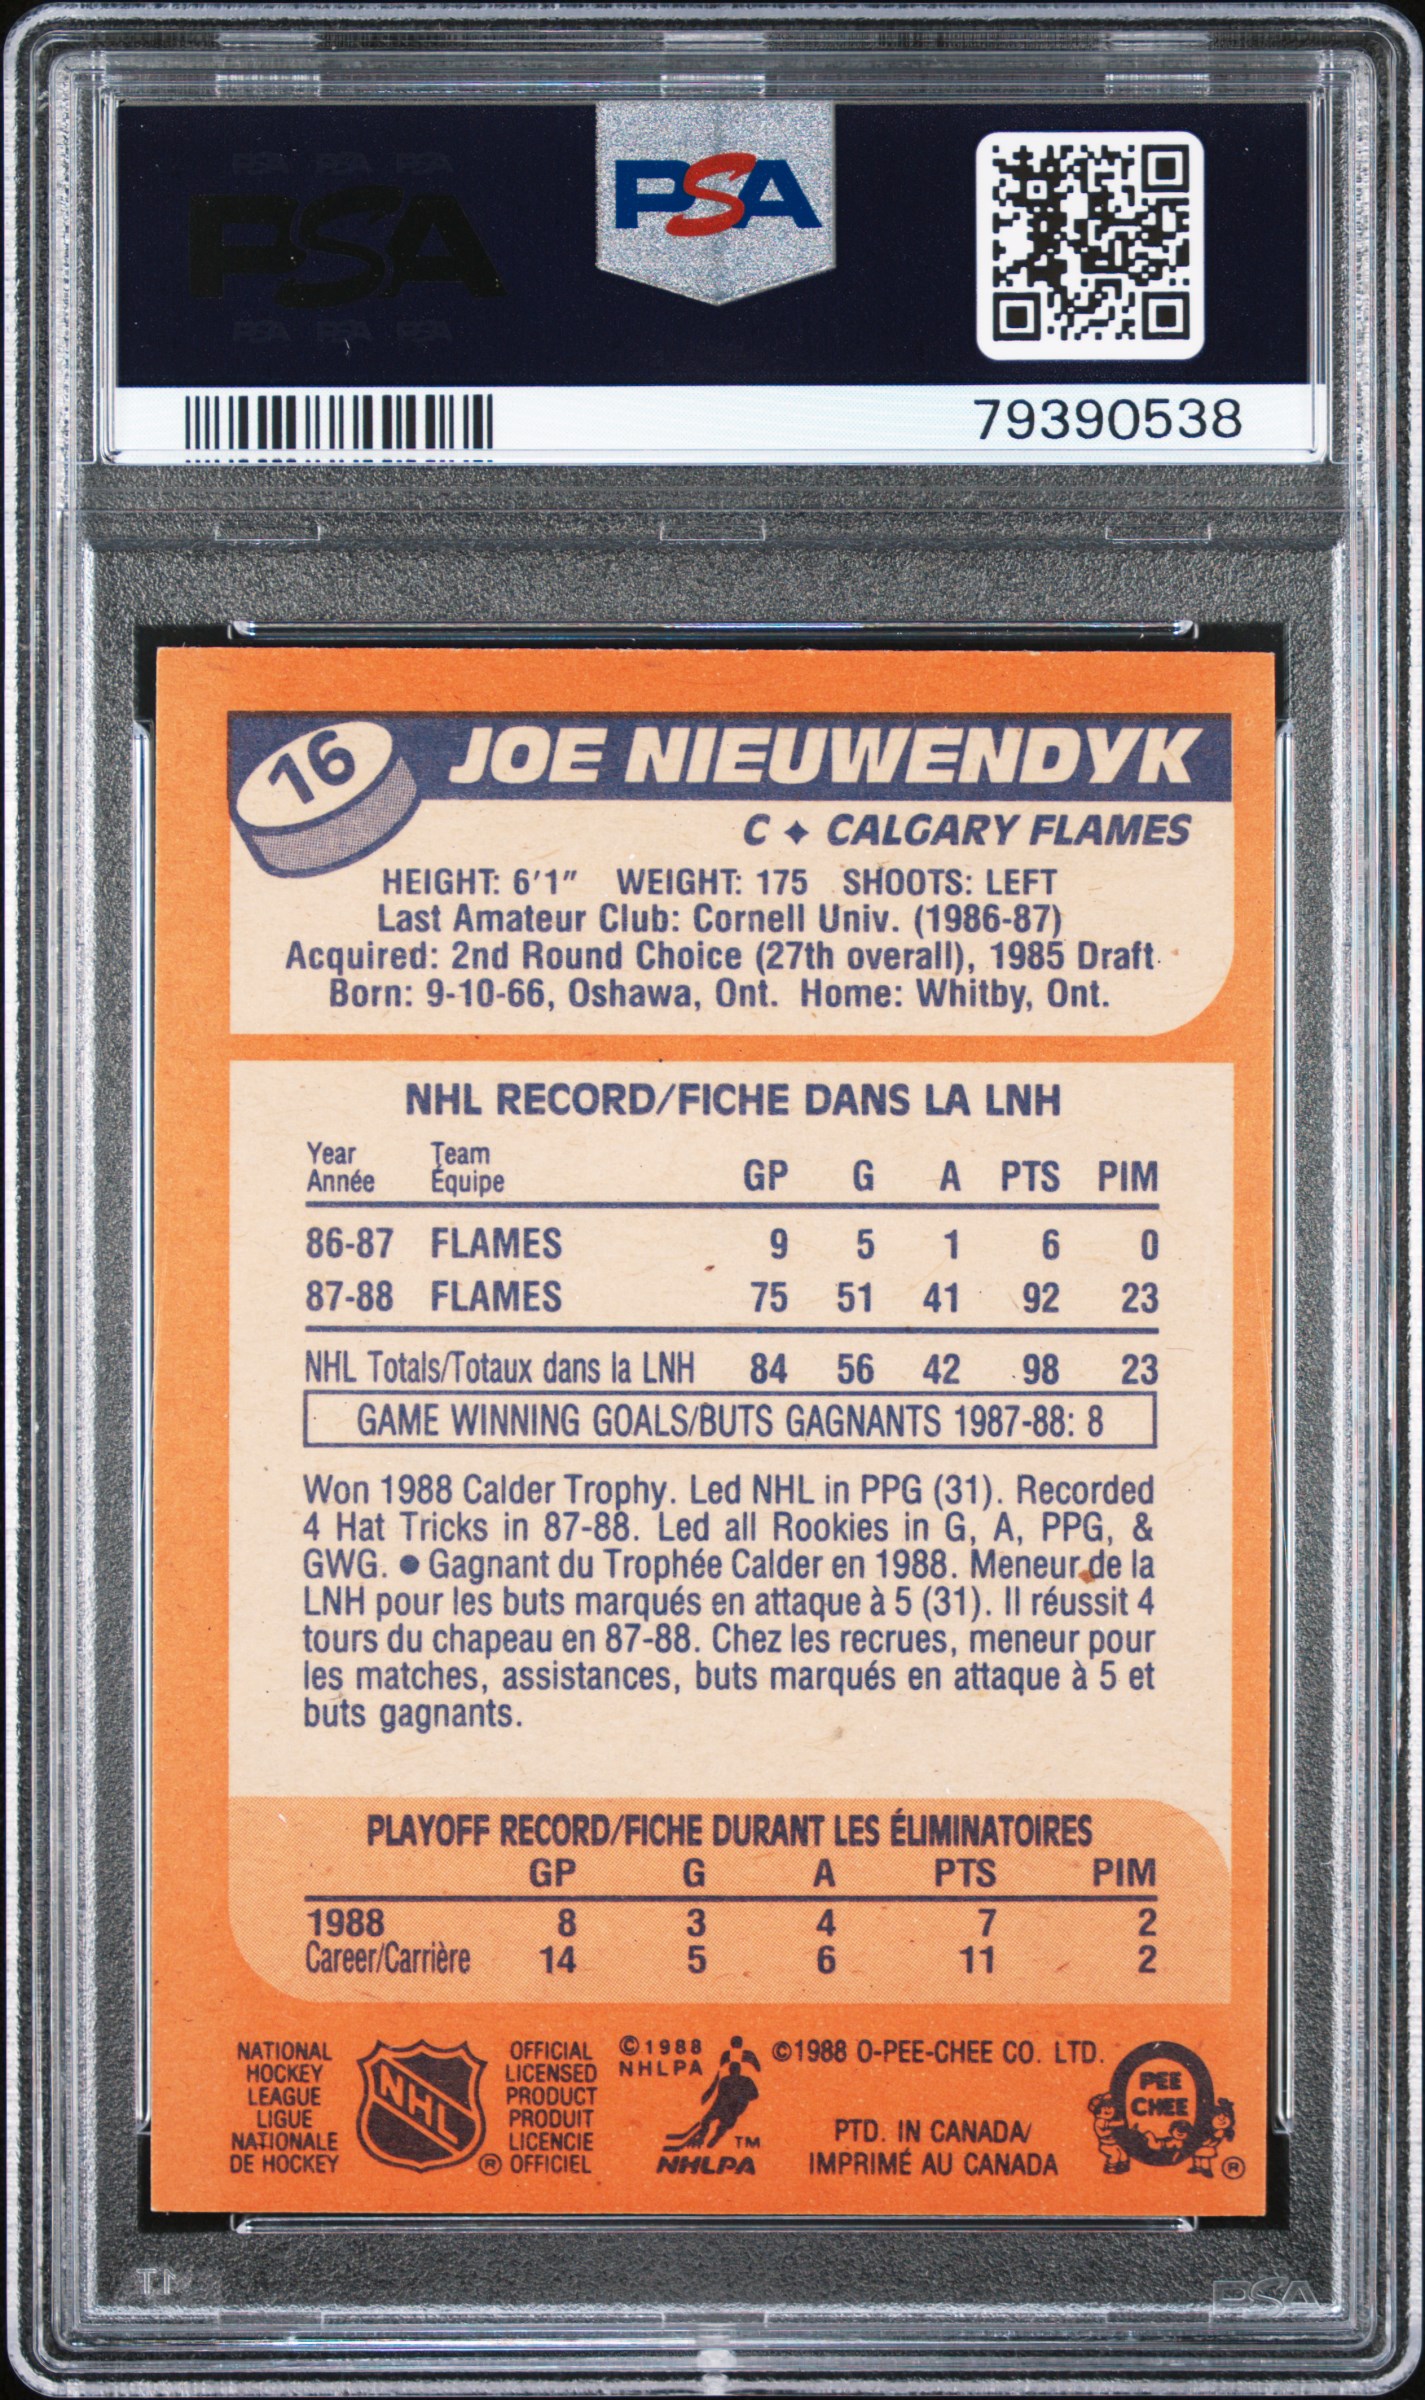 PSA PSA PSA
PSA
PSA PSA PSA
PSA
79390538
16
JOE NIEUWENDYK
C ✦ CALGARY FLAMES
HEIGHT: 6'1" WEIGHT: 175 SHOOTS: LEFT
Last Amateur Club: Cornell Univ. (1986-87)
Acquired: 2nd Round Choice (27th overall), 1985 Draft
Born: 9-10-66, Oshawa, Ont. Home: Whitby, Ont.
NHL RECORD/FICHE DANS LA LNH
Year Team
Année Équipe GP G A PTS PIM
86-87 FLAMES 9 5 1 6 0
87-88 FLAMES 75 51 41 92 23
NHL Totals/Totaux dans la LNH 84 56 42 98 23
GAME WINNING GOALS/BUTS GAGNANTS 1987-88: 8
Won 1988 Calder Trophy. Led NHL in PPG (31). Recorded
4 Hat Tricks in 87-88. Led all Rookies in G, A, PPG, &
GWG. ● Gagnant du Trophée Calder en 1988. Meneur de la
LNH pour les buts marqués en attaque à 5 (31). Il réussit 4
tours du chapeau en 87-88. Chez les recrues, meneur pour
les matches, assistances, buts marqués en attaque à 5 et
buts gagnants.
PLAYOFF RECORD/FICHE DURANT LES ÉLIMINATOIRES
GP G A PTS PIM
1988 8 3 4 7 2
Career/Carrière 14 5 6 11 2
NATIONAL
HOCKEY
LEAGUE
LIGUE
NATIONALE
DE HOCKEY
NHL
®
OFFICIAL
LICENSED
PRODUCT
PRODUIT
LICENCIE
OFFICIEL
©1988
NHLPA
TM
NHLPA
©1988 O-PEE-CHEE CO. LTD.
PTD. IN CANADA/
IMPRIMÉ AU CANADA
PEE
CHEE
®
T1
PSA